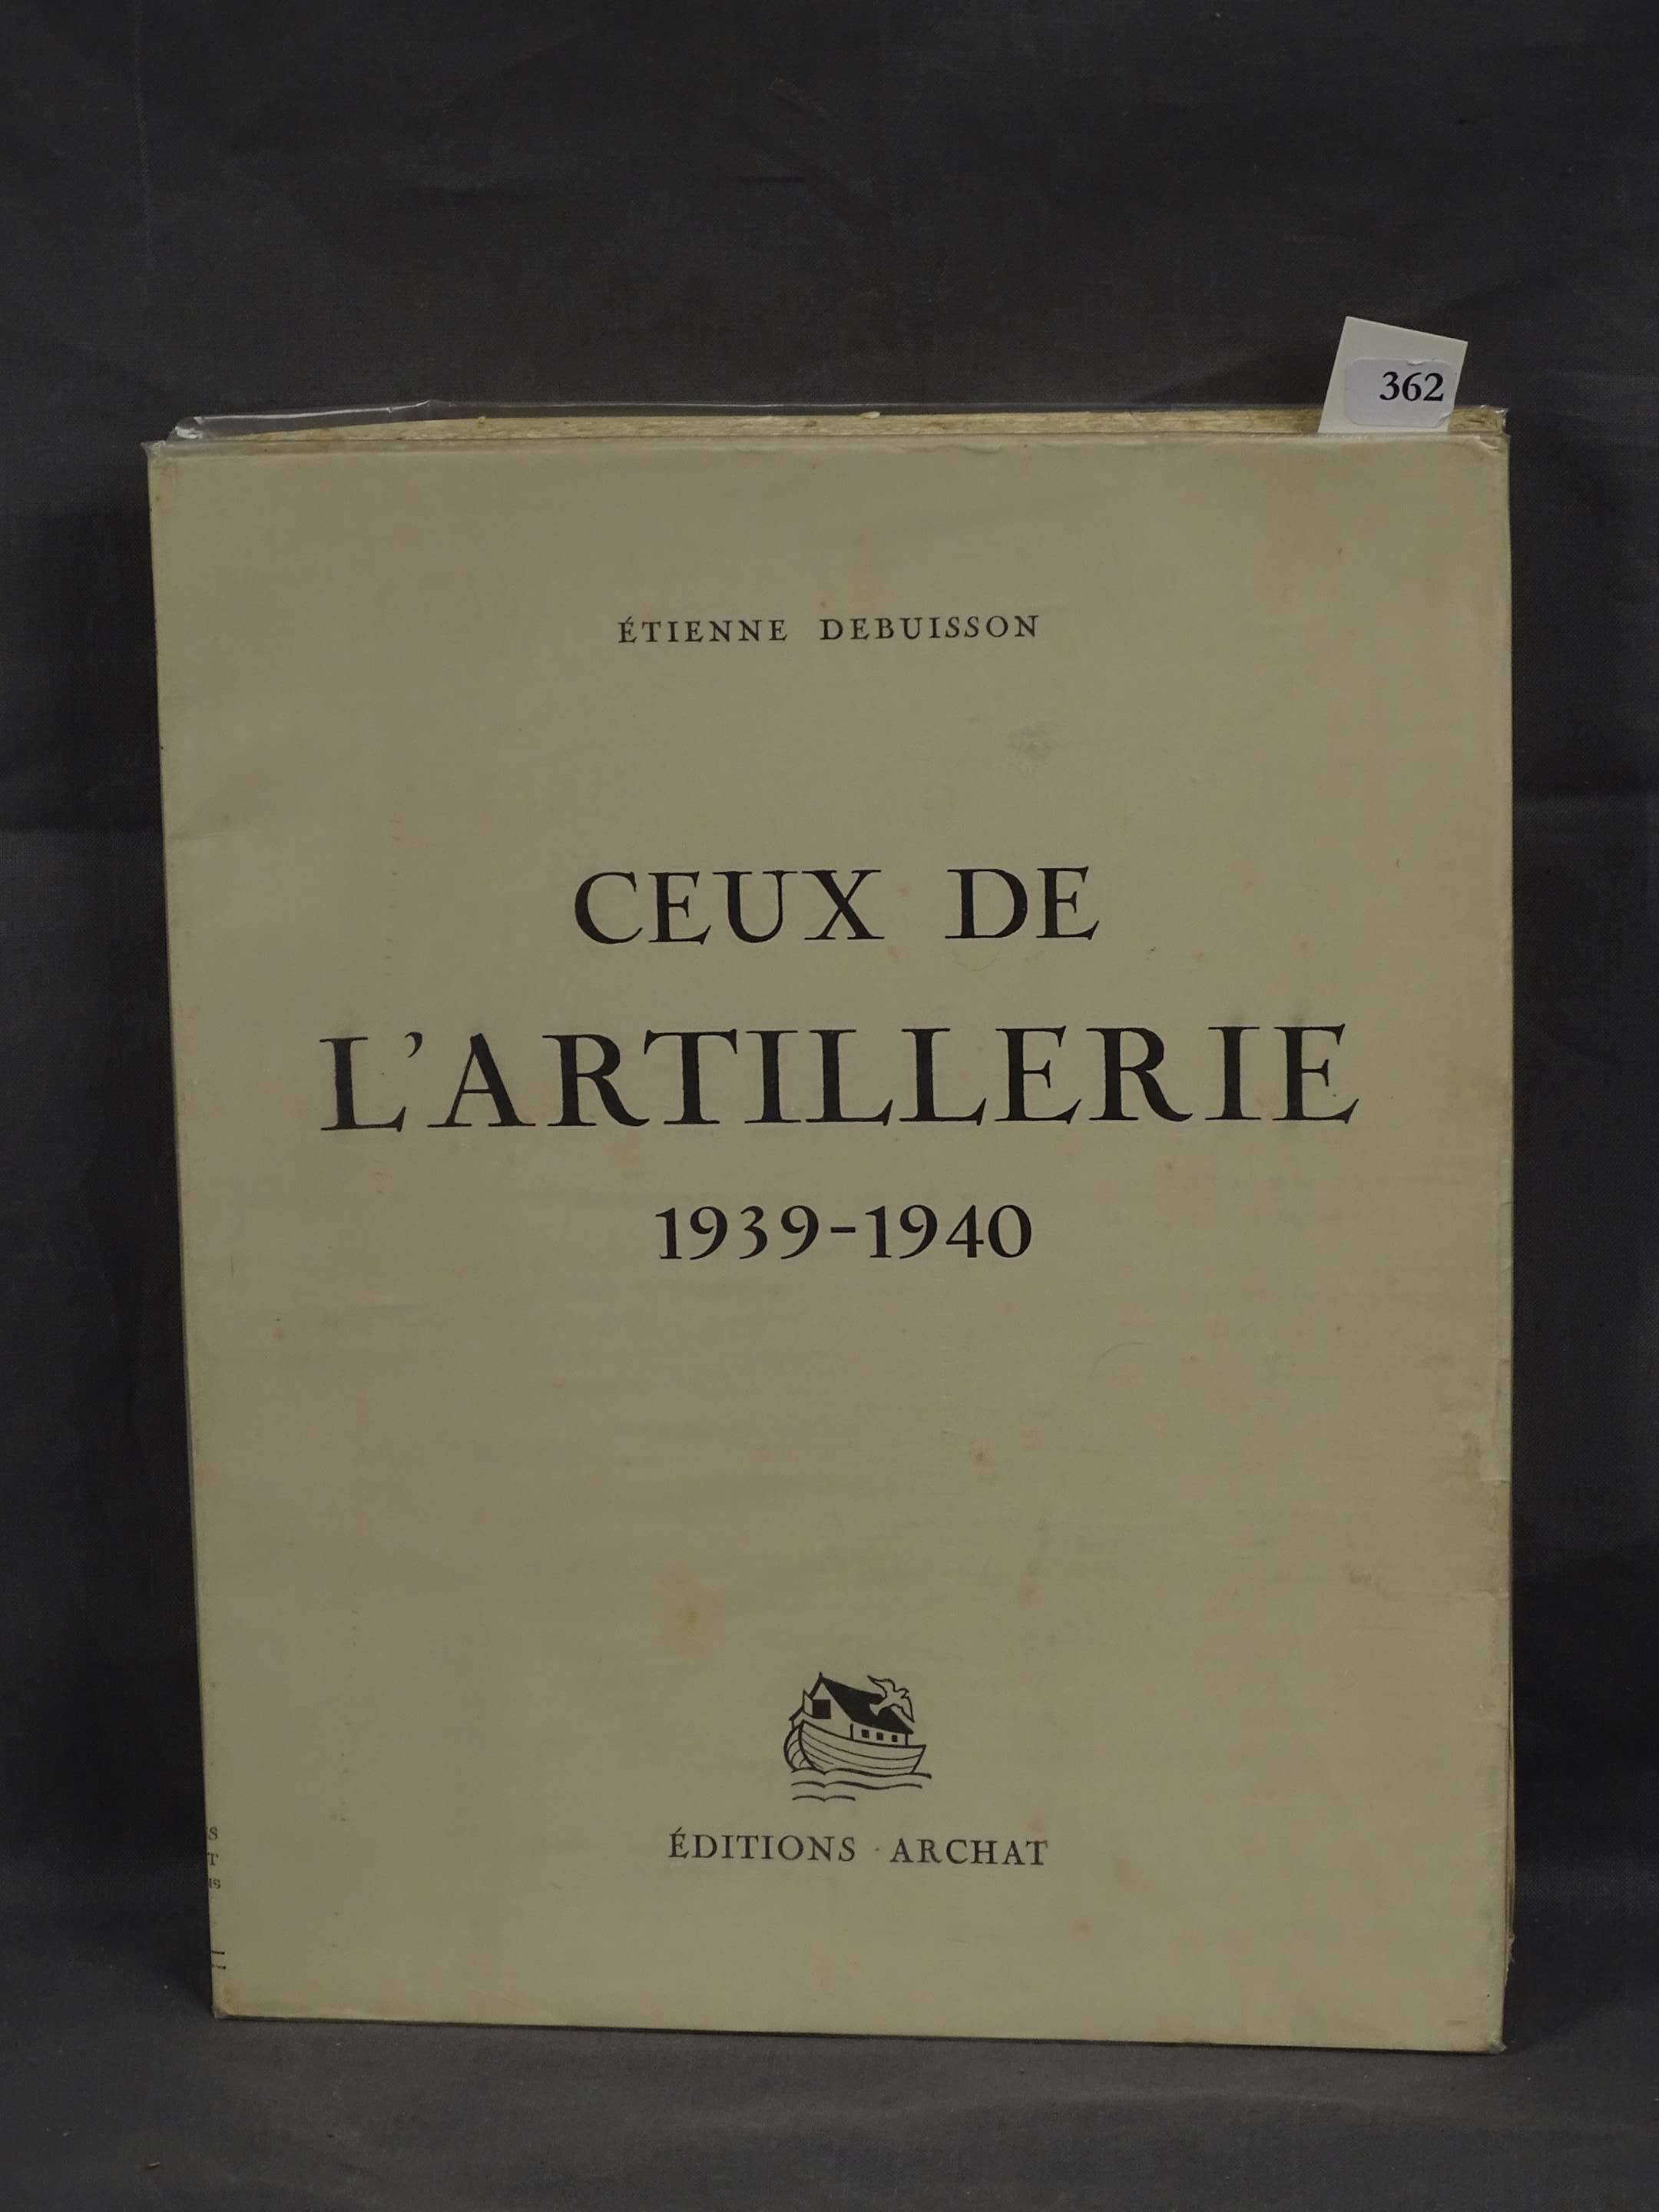 362
ÉTIENNE DEBUISSON
CEUX DE
L'ARTILLERIE
1939-1940
ÉDITIONS ARCHAT